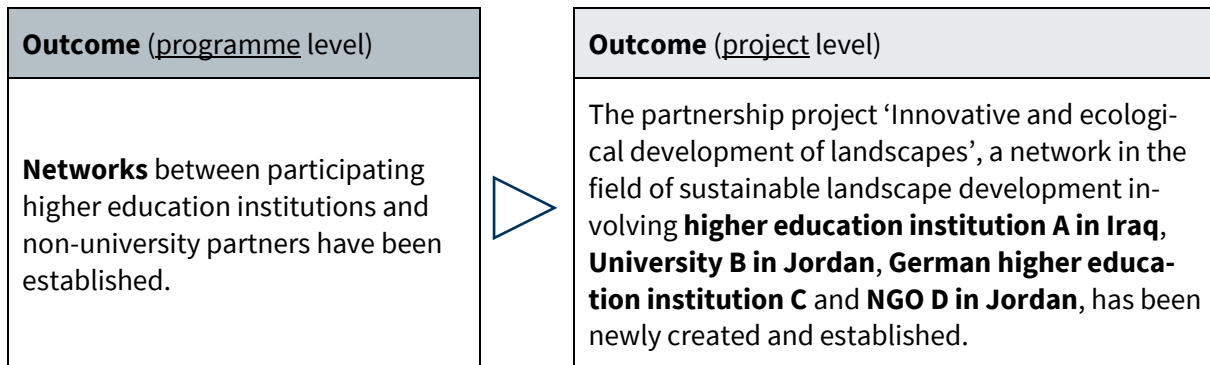 Outcome (programme level)
Networks between participating
higher education institutions and
non-university partners have been
established.
Outcome (project level)
The partnership project ‘Innovative and ecologi-
cal development of landscapes’, a network in the
field of sustainable landscape development in-
volving higher education institution A in Iraq,
University B in Jordan, German higher educa-
tion institution C and NGO D in Jordan, has been
newly created and established.